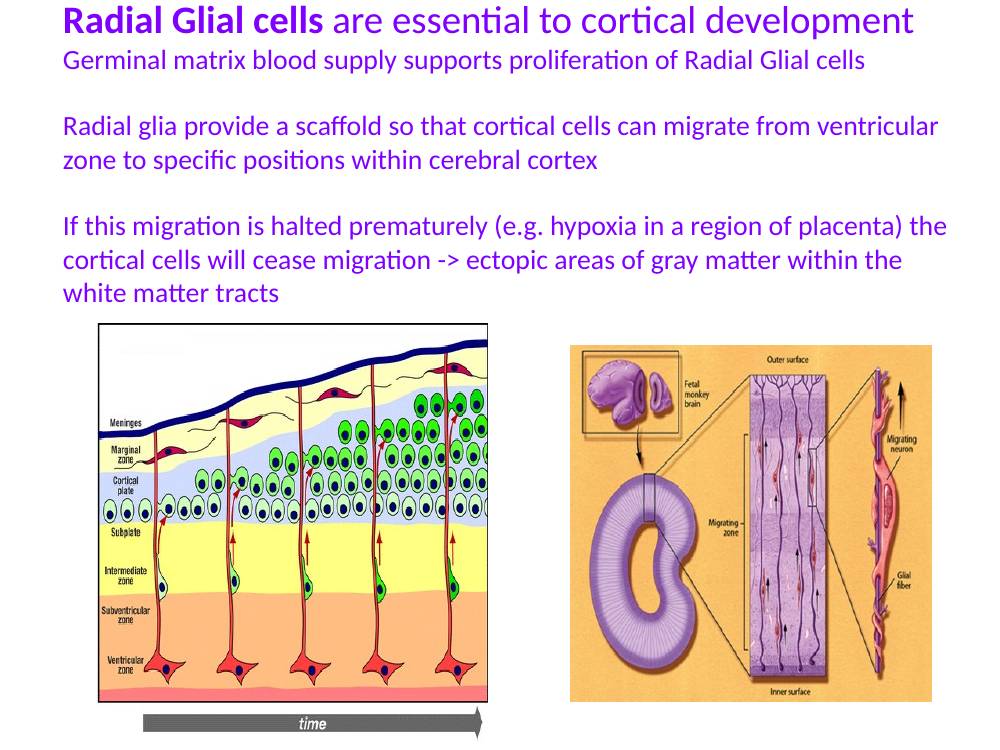 Radial Glial cells are essential to cortical development
Germinal matrix blood supply supports proliferation of Radial Glial cells
Radial glia provide a scaffold so that cortical cells can migrate from ventricular
zone to specific positions within cerebral cortex
If this migration is halted prematurely (e.g. hypoxia in a region of placenta) the
cortical cells will cease migration -> ectopic areas of gray matter within the
white matter tracts
Meninges
Marginal
zone
Cortical
plate
Subplate
Intermediate
zone
Subventricular
zone
Ventricular
zone
time
Outer surface
Fetal
monkey
brain
Migrating
neuron
Migrating
zone
Glial
fiber
Inner surface